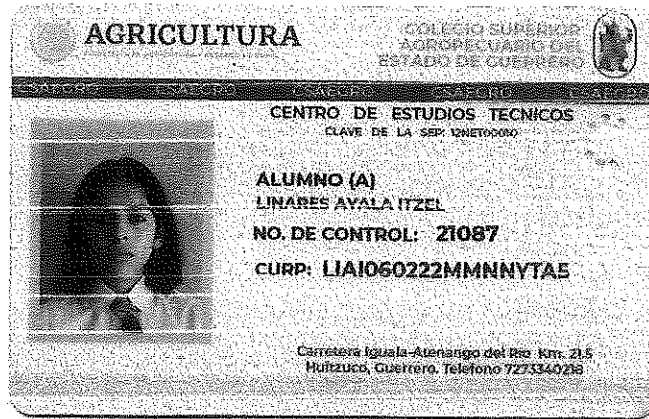 AGRICULTURA
COLEGIO SUPERIOR
AGROPECUARIO DEL
ESTADO DE GUERRERO
CSAEGRO CSAEGRO CSAEGRO CSAEGRO CSAEGRO
CENTRO DE ESTUDIOS TECNICOS
CLAVE DE LA SEP:
ALUMNO (A)
LINARES AYALA ITZEL
NO. DE CONTROL: 21087
CURP: LIAI060222MMNNYTA5
Carretera Iguala-Atenango del Rio Km. 21.5
Huitzuco, Guerrero. Telefono 7273340218